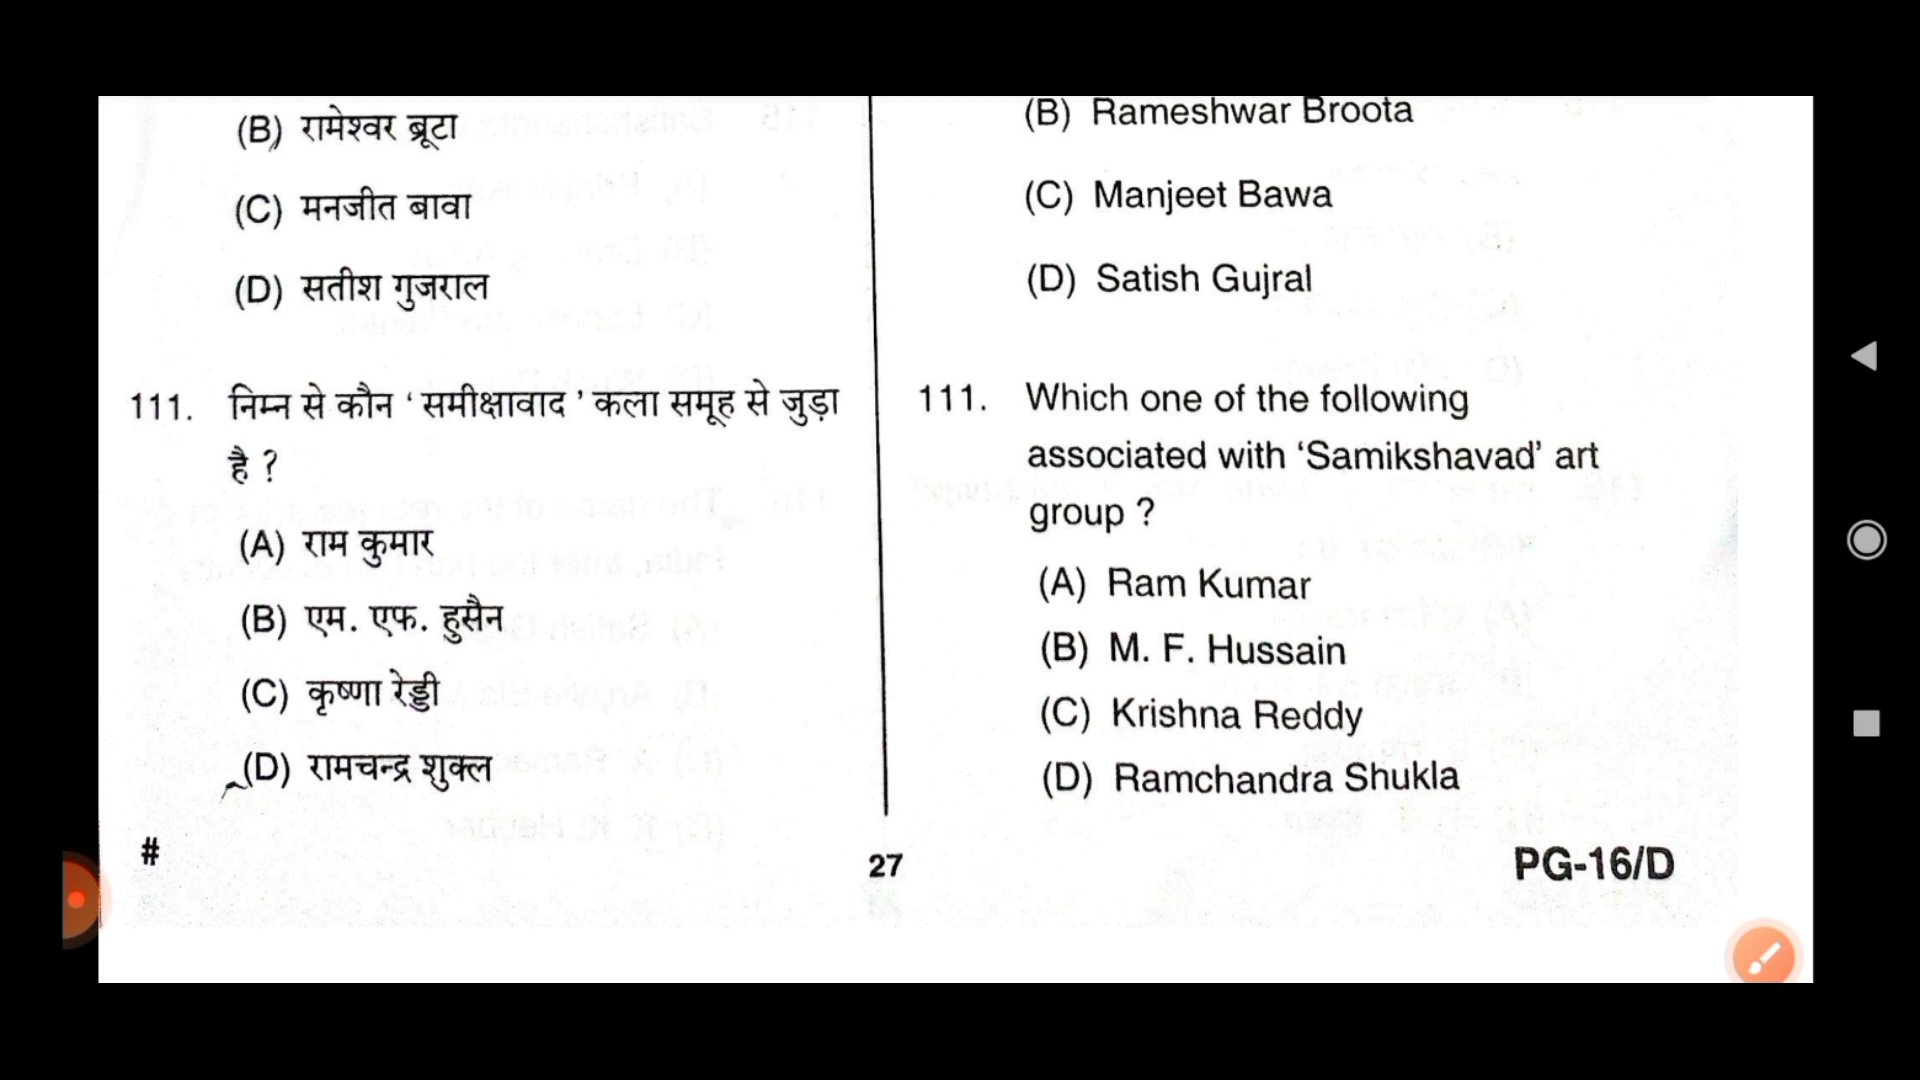 (B) रामेश्वर ब्रूटा
(C) मनजीत बावा
(D) सतीश गुजराल
111. निम्न से कौन ‘ समीक्षावाद ’ कला समूह से जुड़ा
है ?
(A) राम कुमार
(B) एम. एफ. हुसैन
(C) कृष्णा रेड्डी
(D) रामचन्द्र शुक्ल
(B) Rameshwar Broota
(C) Manjeet Bawa
(D) Satish Gujral
111. Which one of the following
associated with ‘Samikshavad’ art
group ?
(A) Ram Kumar
(B) M. F. Hussain
(C) Krishna Reddy
(D) Ramchandra Shukla
#
27
PG-16/D